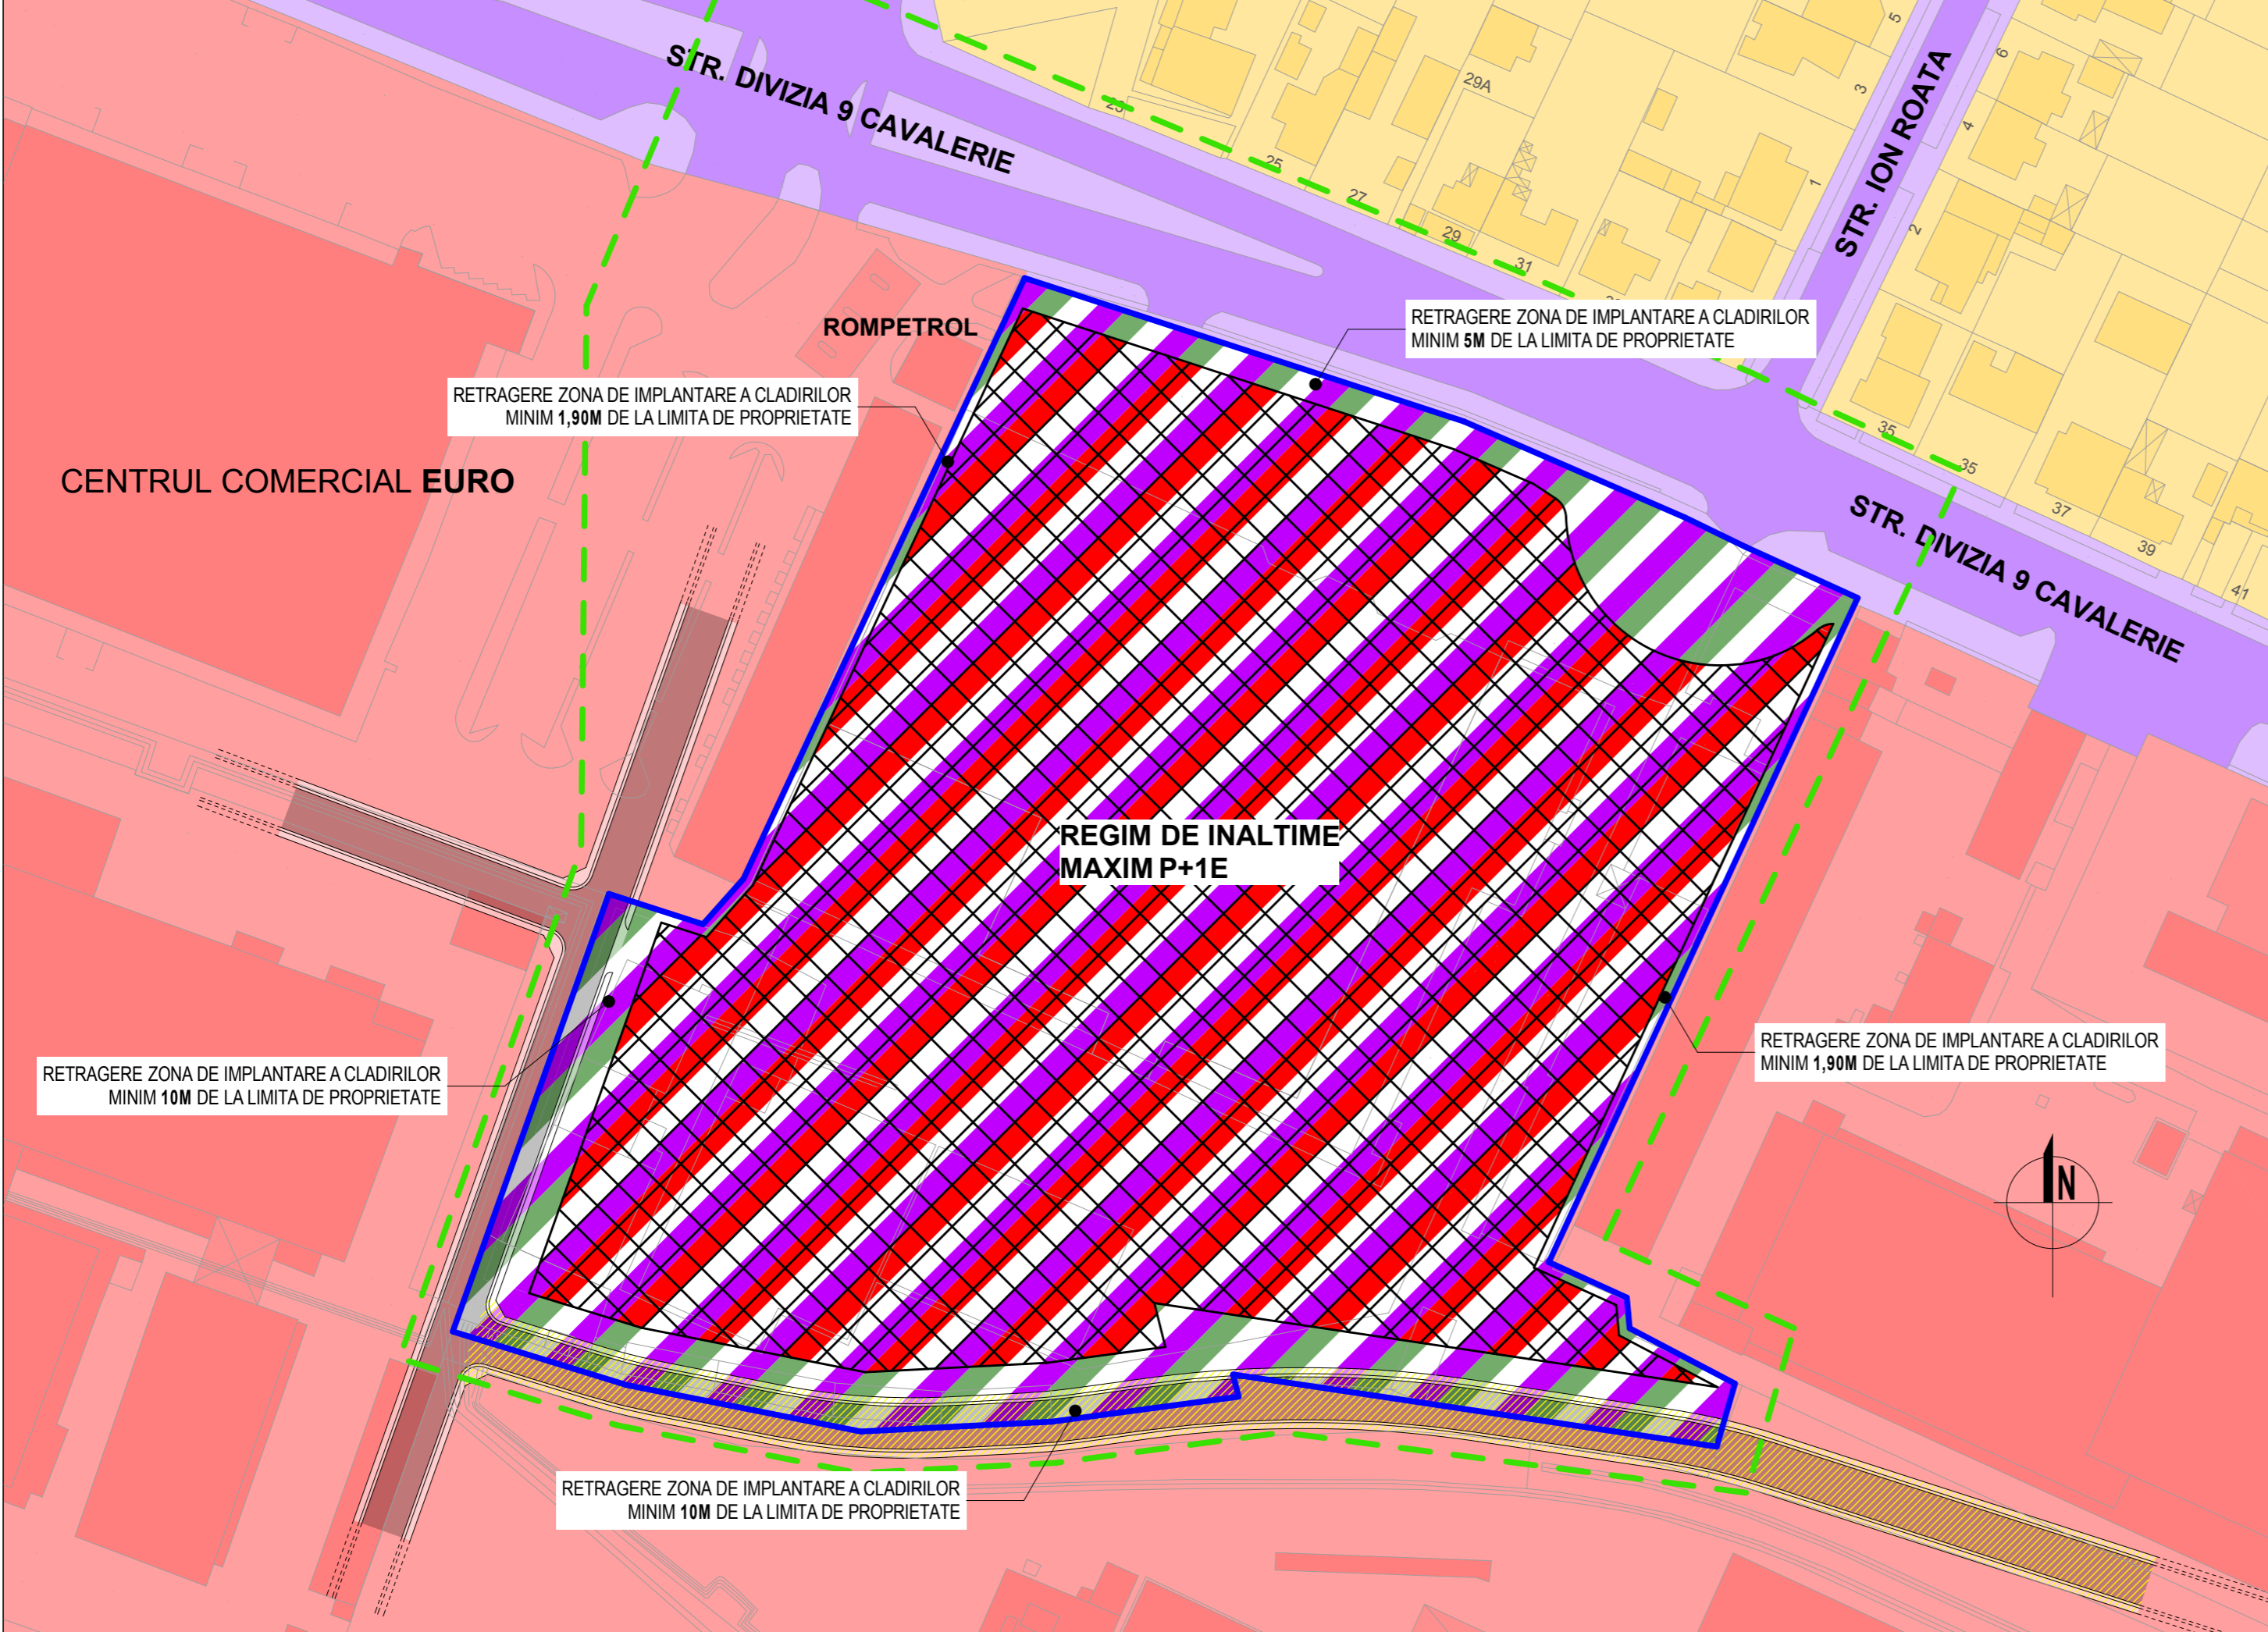 STR. DIVIZIA 9 CAVALERIE
STR. ION ROATA
5
6
29A
3
23
4
25
1
27
2
29
31
ROMPETROL
RETRAGERE ZONA DE IMPLANTARE A CLADIRILOR
MINIM 5M DE LA LIMITA DE PROPRIETATE
RETRAGERE ZONA DE IMPLANTARE A CLADIRILOR
MINIM 1,90M DE LA LIMITA DE PROPRIETATE
35
35
CENTRUL COMERCIAL EURO
37
STR. DIVIZIA 9 CAVALERIE
39
41
REGIM DE INALTIME
MAXIM P+1E
RETRAGERE ZONA DE IMPLANTARE A CLADIRILOR
MINIM 1,90M DE LA LIMITA DE PROPRIETATE
RETRAGERE ZONA DE IMPLANTARE A CLADIRILOR
MINIM 10M DE LA LIMITA DE PROPRIETATE
N
RETRAGERE ZONA DE IMPLANTARE A CLADIRILOR
MINIM 10M DE LA LIMITA DE PROPRIETATE